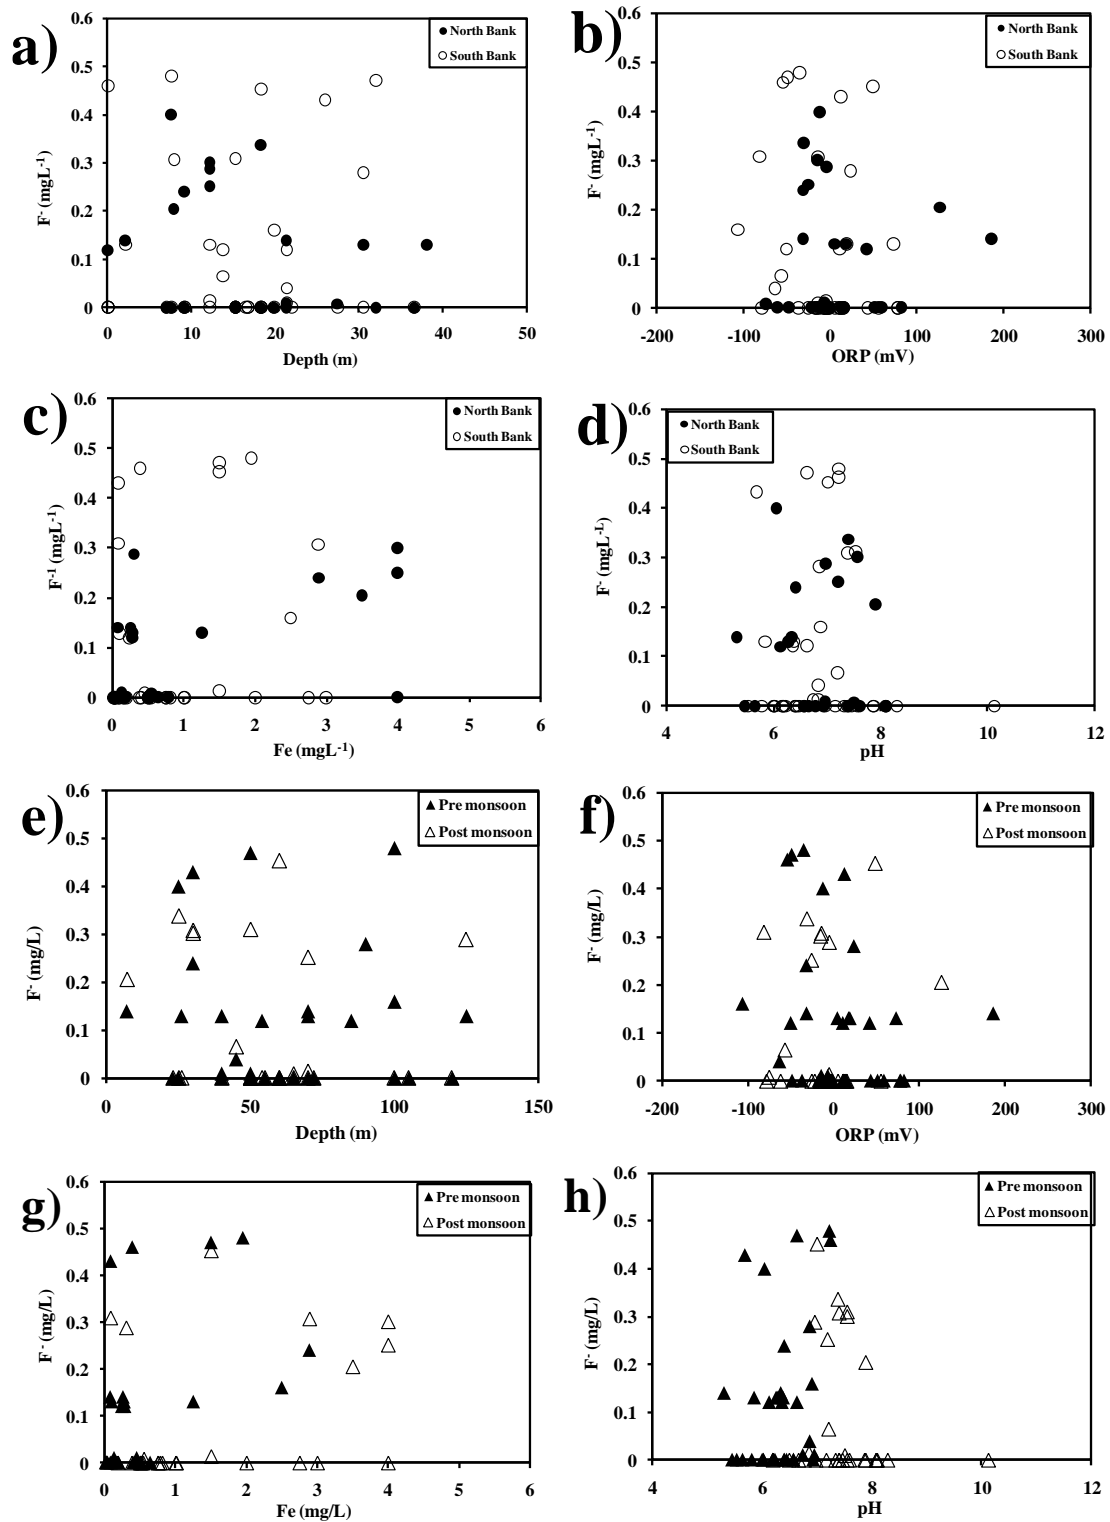 a)
North Bank
South Bank
0.6
0.5
0.4
0.3
0.2
0.1
0
F- (mgL-1)
0 10 20 30 40 50
Depth (m)
b)
North Bank
South Bank
0.6
0.5
0.4
0.3
0.2
0.1
0
F- (mgL-1)
-200 -100 0 100 200 300
ORP (mV)
c)
North Bank
South Bank
0.6
0.5
0.4
0.3
0.2
0.1
0
F-1 (mgL-1)
0 1 2 3 4 5 6
Fe (mgL-1)
d)
North Bank
South Bank
0.6
0.5
0.4
0.3
0.2
0.1
0
F- (mgL-L)
4 6 8 10 12
pH
e)
Pre monsoon
Post monsoon
0.6
0.5
0.4
0.3
0.2
0.1
0
F- (mg/L)
0 50 100 150
Depth (m)
f)
Pre monsoon
Post monsoon
0.6
0.5
0.4
0.3
0.2
0.1
0
F- (mg/L)
-200 -100 0 100 200 300
ORP (mV)
g)
Pre monsoon
Post monsoon
0.6
0.5
0.4
0.3
0.2
0.1
0
F- (mg/L)
0 1 2 3 4 5 6
Fe (mg/L)
h)
Pre monsoon
Post monsoon
0.6
0.5
0.4
0.3
0.2
0.1
0
F- (mg/L)
4 6 8 10 12
pH